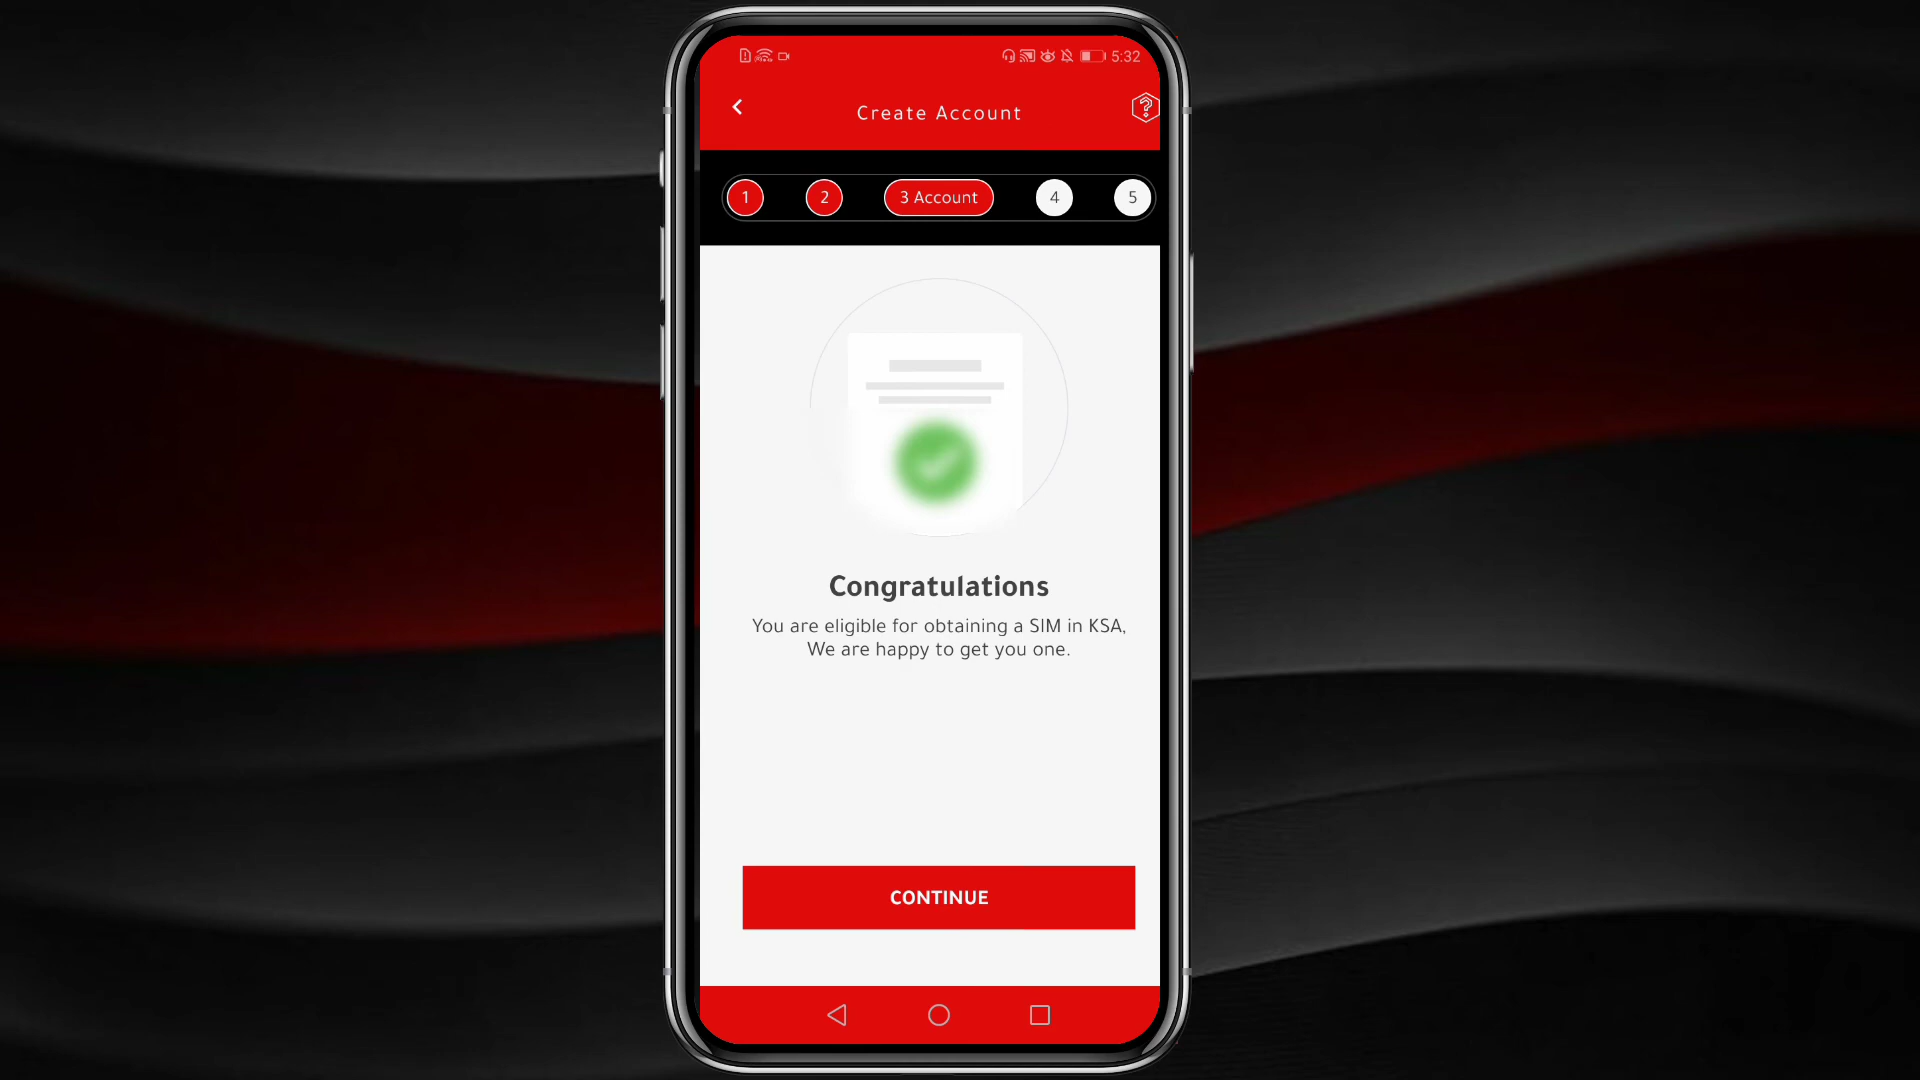 5:32
Create Account
1
2
3 Account
4
5
Congratulations
You are eligible for obtaining a SIM in KSA,
We are happy to get you one.
CONTINUE